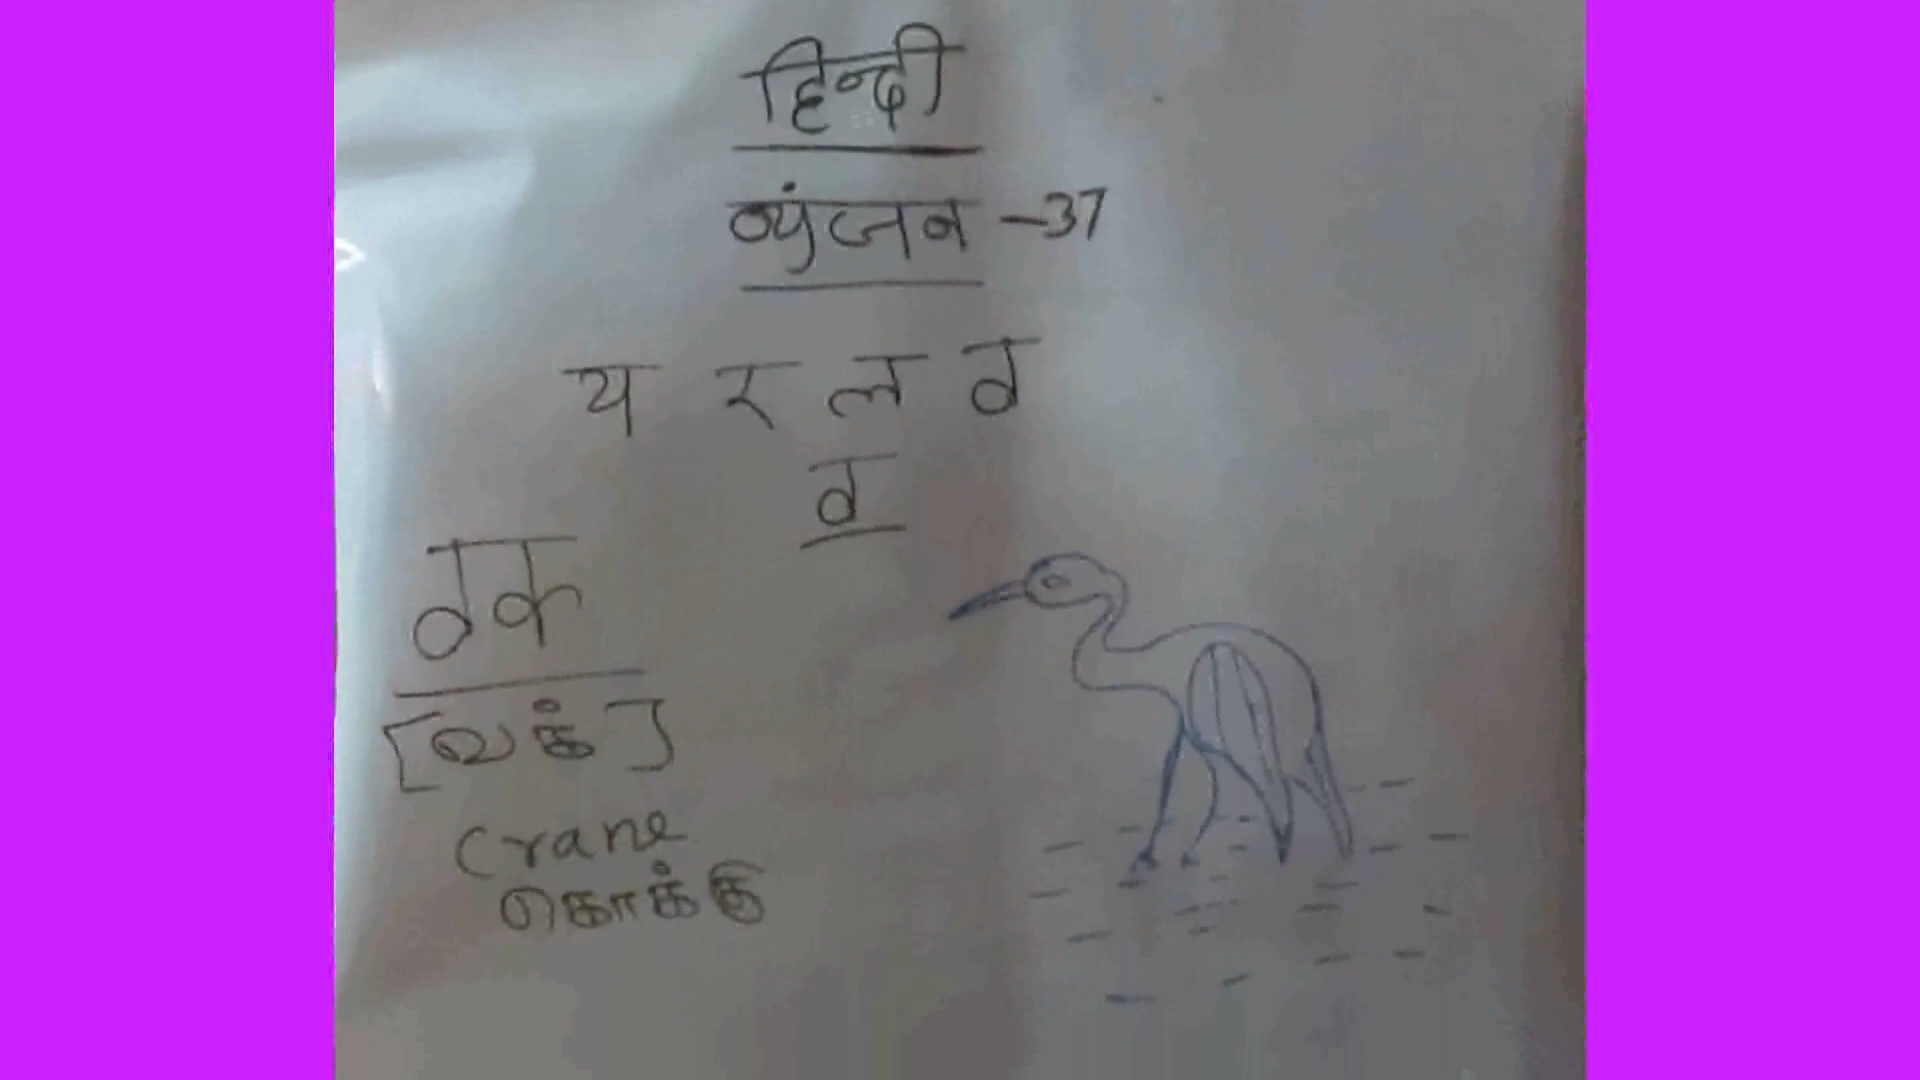 हिन्दी
व्यंजन -37
य र ल व
व
वक
[வக்]
Crane
கொக்கு